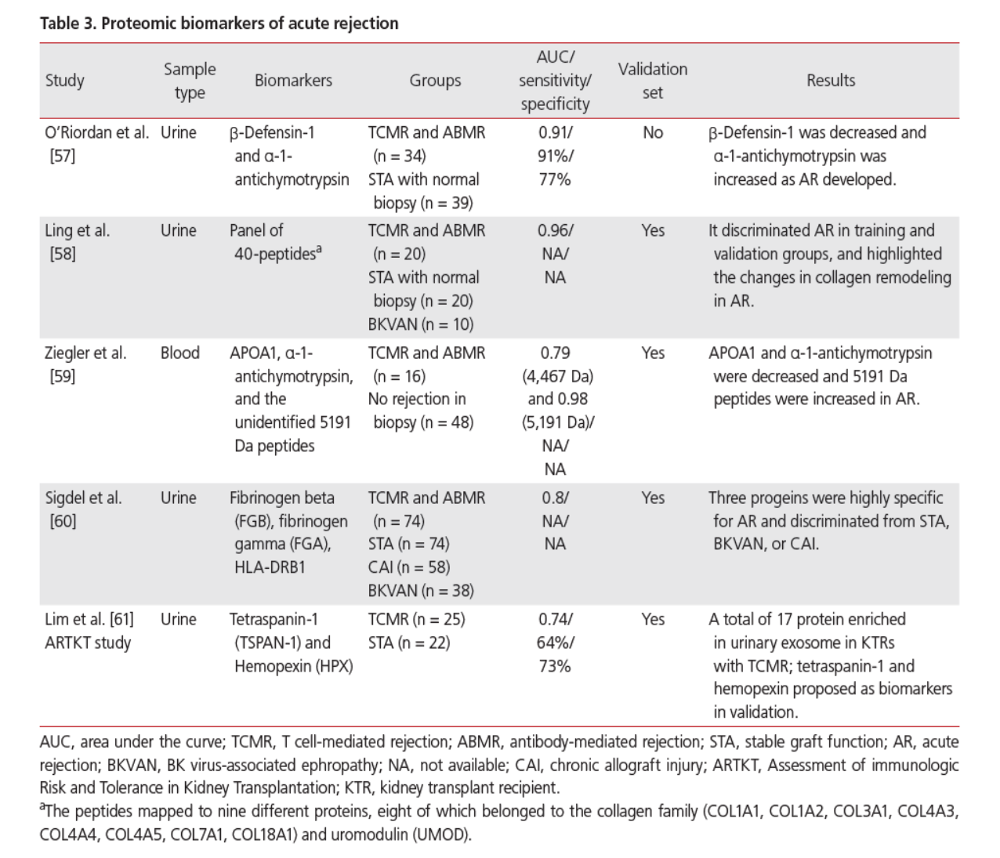 Table 3. Proteomic biomarkers of acute rejection
Study
Sample
type
Biomarkers
Groups
AUC/
sensitivity/
specificity
Validation
set
Results
O'Riordan et al.
[57]
Urine
β-Defensin-1
and α-1-
antichymotrypsin
TCMR and ABMR
(n = 34)
STA with normal
biopsy (n = 39)
0.91/
91%/
77%
No
β-Defensin-1 was decreased and
α-1-antichymotrypsin was
increased as AR developed.
Ling et al.
[58]
Urine
Panel of
40-peptidesᵃ
TCMR and ABMR
(n = 20)
STA with normal
biopsy (n = 20)
BKVAN (n = 10)
0.96/
NA/
NA
Yes
It discriminated AR in training and
validation groups, and highlighted
the changes in collagen remodeling
in AR.
Ziegler et al.
[59]
Blood
APOA1, α-1-
antichymotrypsin,
and the
unidentified 5191
Da peptides
TCMR and ABMR
(n = 16)
No rejection in
biopsy (n = 48)
0.79
(4,467 Da)
and 0.98
(5,191 Da)/
NA/
NA
Yes
APOA1 and α-1-antichymotrypsin
were decreased and 5191 Da
peptides were increased in AR.
Sigdel et al.
[60]
Urine
Fibrinogen beta
(FGB), fibrinogen
gamma (FGA),
HLA-DRB1
TCMR and ABMR
(n = 74)
STA (n = 74)
CAI (n = 58)
BKVAN (n = 38)
0.8/
NA/
NA
Yes
Three progeins were highly specific
for AR and discriminated from STA,
BKVAN, or CAI.
Lim et al. [61]
ARTKT study
Urine
Tetraspanin-1
(TSPAN-1) and
Hemopexin (HPX)
TCMR (n = 25)
STA (n = 22)
0.74/
64%/
73%
Yes
A total of 17 protein enriched
in urinary exosome in KTRs
with TCMR; tetraspanin-1 and
hemopexin proposed as biomarkers
in validation.
AUC, area under the curve; TCMR, T cell-mediated rejection; ABMR, antibody-mediated rejection; STA, stable graft function; AR, acute
rejection; BKVAN, BK virus-associated ephropathy; NA, not available; CAI, chronic allograft injury; ARTKT, Assessment of immunologic
Risk and Tolerance in Kidney Transplantation; KTR, kidney transplant recipient.
ᵃThe peptides mapped to nine different proteins, eight of which belonged to the collagen family (COL1A1, COL1A2, COL3A1, COL4A3,
COL4A4, COL4A5, COL7A1, COL18A1) and uromodulin (UMOD).